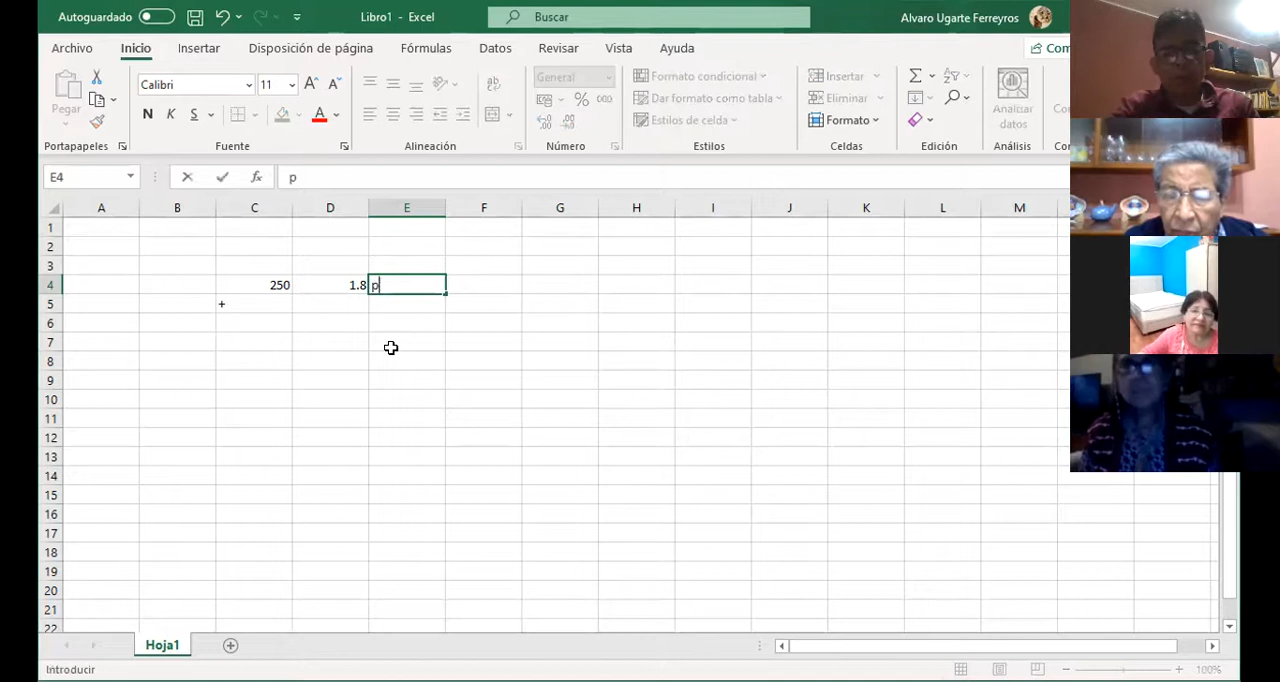 Autoguardado
Libro1 - Excel
Buscar
Alvaro Ugarte Ferreyros
Archivo Inicio Insertar Disposición de página Fórmulas Datos Revisar Vista Ayuda
Pegar
Calibri 11
N K S
A A
General
% 000
Formato condicional
Dar formato como tabla
Estilos de celda
Insertar
Eliminar
Formato
Analizar
datos
Portapapeles Fuente Alineación Número Estilos Celdas Edición Análisis
E4 fx p
A B C D E F G H I J K L M
1
2
3
4 250 1.8 p
5 +
6
7
8
9
10
11
12
13
14
15
16
17
18
19
20
21
22
Hoja1
Introducir 100%